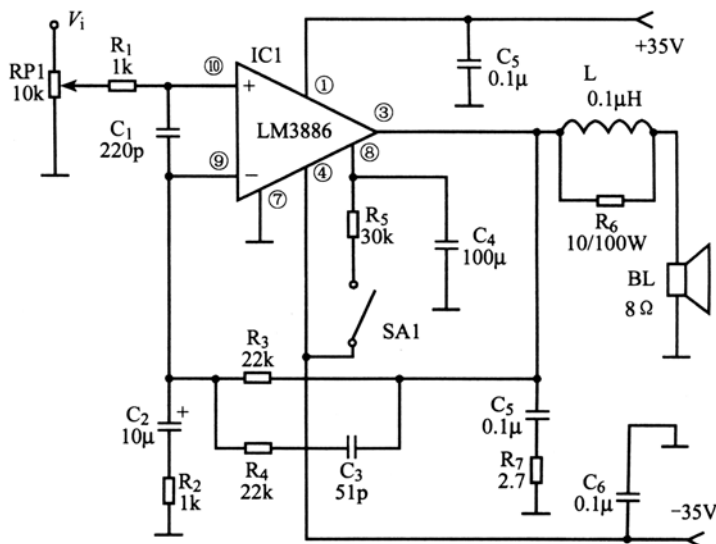 Vi
RP1
10k
R1
1k
C1
220p
IC1
⑩
+
⑨
−
LM3886
①
③
⑧
④
⑦
C5
0.1μ
+35V
L
0.1μH
R6
10/100W
BL
8Ω
R5
30k
C4
100μ
SA1
R3
22k
R4
22k
C3
51p
C2
+
10μ
R2
1k
C5
0.1μ
R7
2.7
C6
0.1μ
−35V